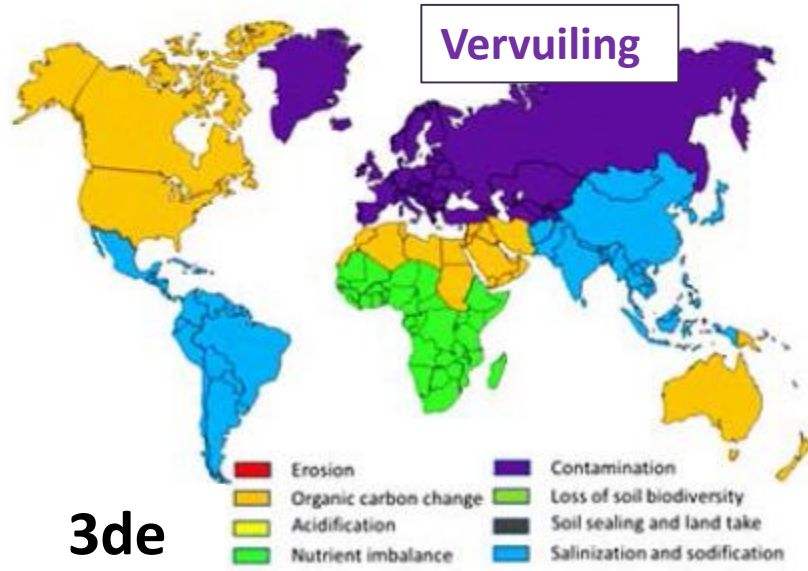 Vervuiling
Erosion
Organic carbon change
Acidification
Nutrient imbalance
Contamination
Loss of soil biodiversity
Soil sealing and land take
Salinization and sodification
3de